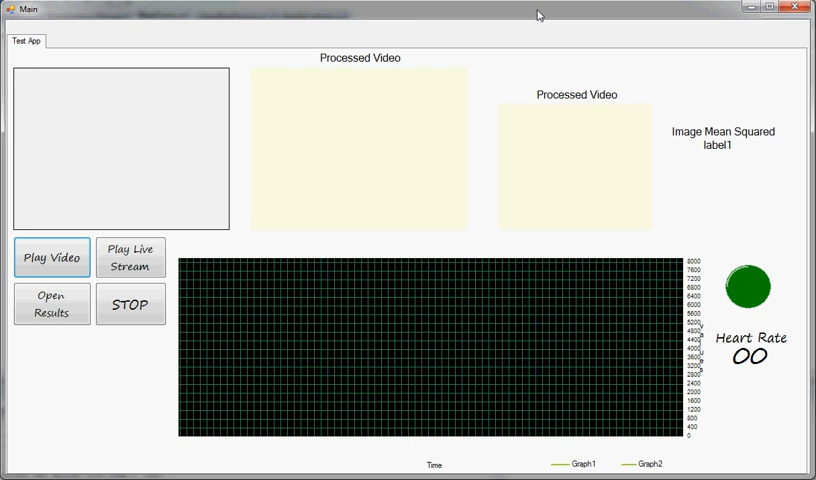 Main
Test App
Processed Video
Processed Video
Image Mean Squared
label1
Play Video
Play Live
Stream
Open
Results
STOP
8000
7600
7200
6800
6400
6000
5600
5200
4800
4400
4000
3600
3200
2800
2400
2000
1600
1200
800
400
0
Values
Heart Rate
00
Time
Graph1
Graph2